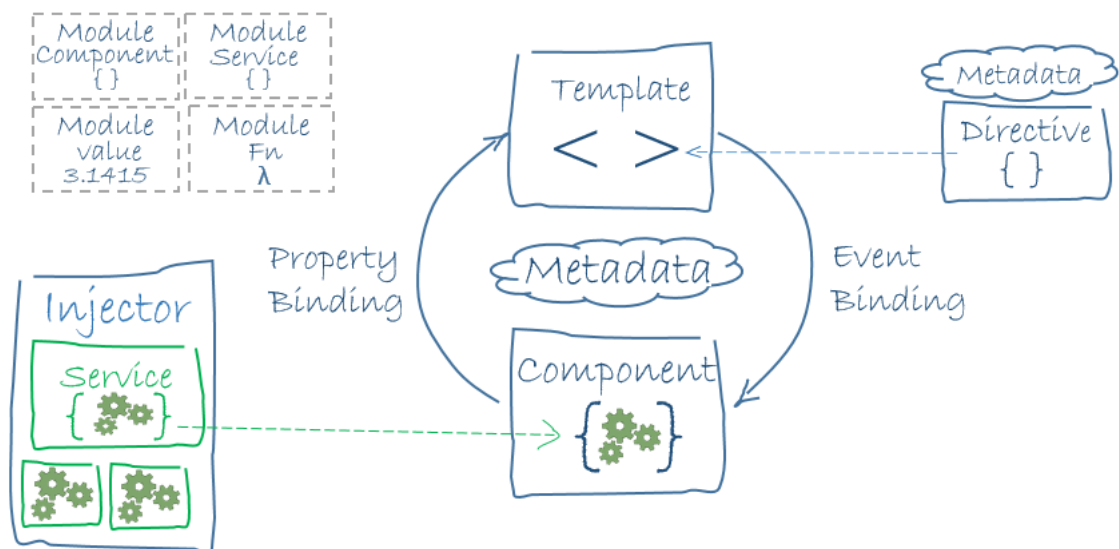 Module
Component
{ }
Module
Service
{ }
Module
value
3.1415
Module
Fn
λ
Template
< >
Metadata
Directive
{ }
Property
Binding
Metadata
Event
Binding
Injector
Service
{ }
Component
{ }